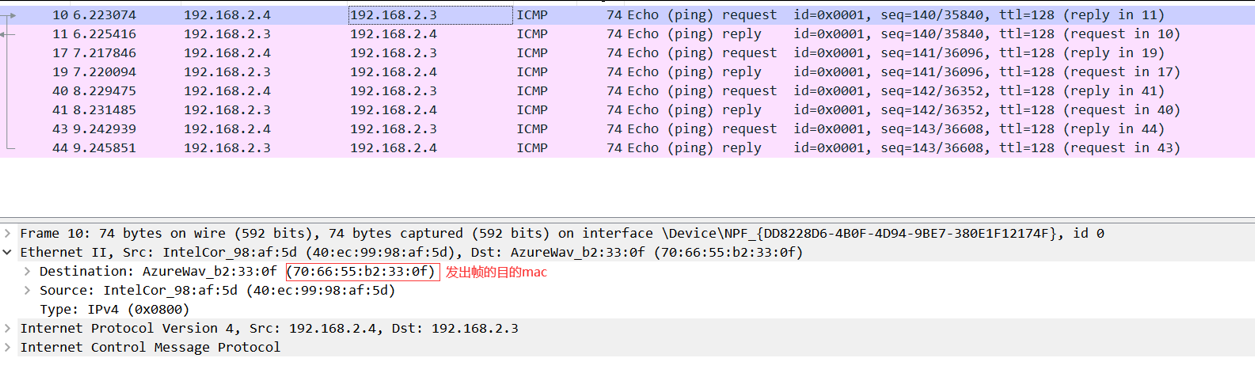 10 6.223074 192.168.2.4 192.168.2.3 ICMP 74 Echo (ping) request id=0x0001, seq=140/35840, ttl=128 (reply in 11)
11 6.225416 192.168.2.3 192.168.2.4 ICMP 74 Echo (ping) reply id=0x0001, seq=140/35840, ttl=128 (request in 10)
17 7.217846 192.168.2.4 192.168.2.3 ICMP 74 Echo (ping) request id=0x0001, seq=141/36096, ttl=128 (reply in 19)
19 7.220094 192.168.2.3 192.168.2.4 ICMP 74 Echo (ping) reply id=0x0001, seq=141/36096, ttl=128 (request in 17)
40 8.229475 192.168.2.4 192.168.2.3 ICMP 74 Echo (ping) request id=0x0001, seq=142/36352, ttl=128 (reply in 41)
41 8.231485 192.168.2.3 192.168.2.4 ICMP 74 Echo (ping) reply id=0x0001, seq=142/36352, ttl=128 (request in 40)
43 9.242939 192.168.2.4 192.168.2.3 ICMP 74 Echo (ping) request id=0x0001, seq=143/36608, ttl=128 (reply in 44)
44 9.245851 192.168.2.3 192.168.2.4 ICMP 74 Echo (ping) reply id=0x0001, seq=143/36608, ttl=128 (request in 43)
Frame 10: 74 bytes on wire (592 bits), 74 bytes captured (592 bits) on interface \Device\NPF_{DD8228D6-4B0F-4D94-9BE7-380E1F12174F}, id 0
Ethernet II, Src: IntelCor_98:af:5d (40:ec:99:98:af:5d), Dst: AzureWav_b2:33:0f (70:66:55:b2:33:0f)
Destination: AzureWav_b2:33:0f (70:66:55:b2:33:0f) 发出帧的目的mac
Source: IntelCor_98:af:5d (40:ec:99:98:af:5d)
Type: IPv4 (0x0800)
Internet Protocol Version 4, Src: 192.168.2.4, Dst: 192.168.2.3
Internet Control Message Protocol